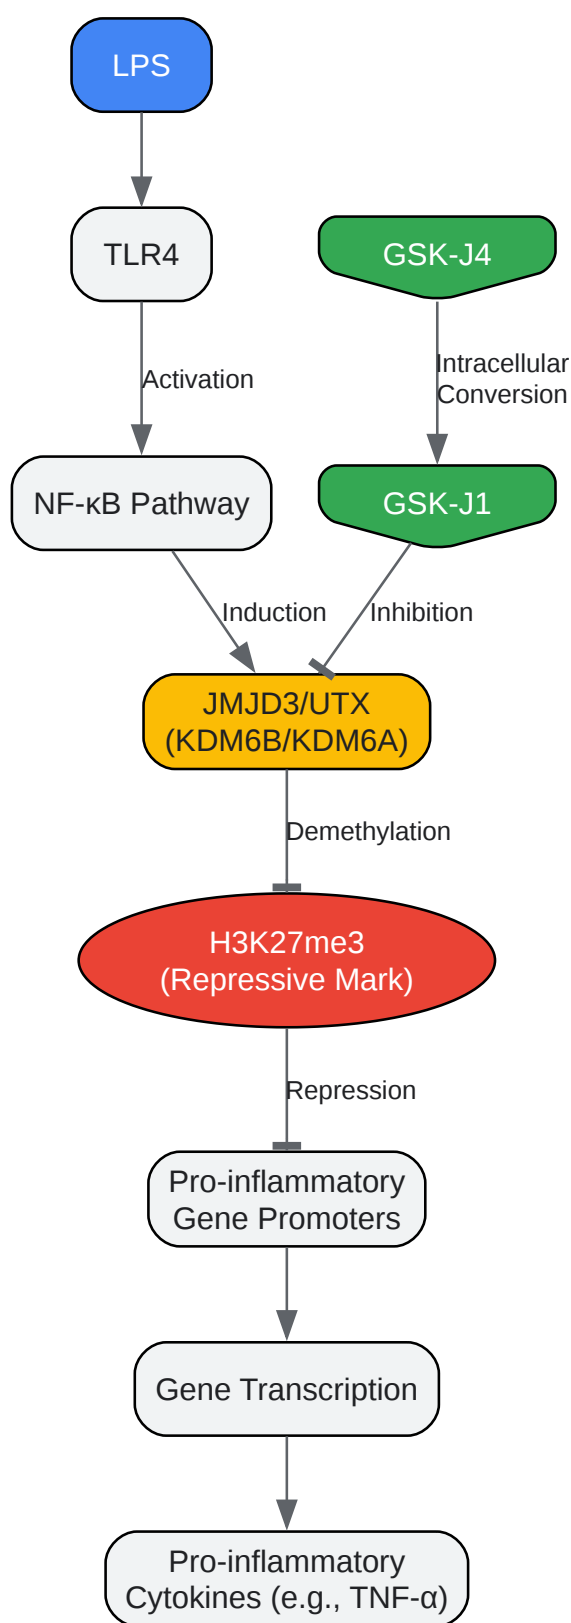 LPS
TLR4
GSK-J4
Activation
Intracellular
Conversion
NF-κB Pathway
GSK-J1
Induction
Inhibition
JMJD3/UTX
(KDM6B/KDM6A)
Demethylation
H3K27me3
(Repressive Mark)
Repression
Pro-inflammatory
Gene Promoters
Gene Transcription
Pro-inflammatory
Cytokines (e.g., TNF-α)